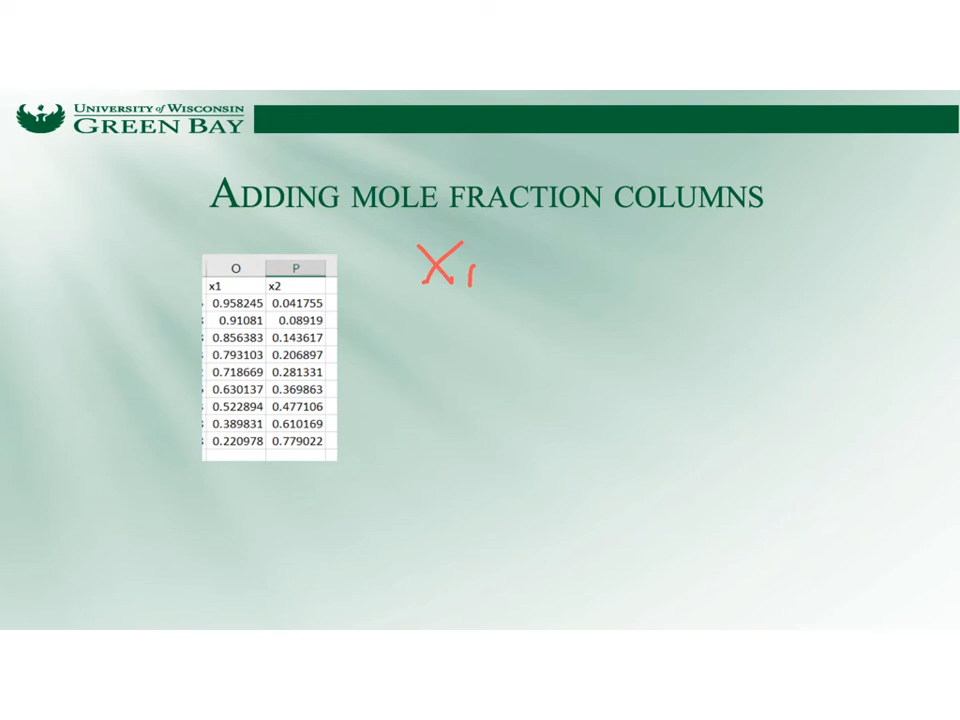 UNIVERSITY of WISCONSIN
GREEN BAY
ADDING MOLE FRACTION COLUMNS
X1
O P
x1 x2
0.958245 0.041755
0.91081 0.08919
0.856383 0.143617
0.793103 0.206897
0.718669 0.281331
0.630137 0.369863
0.522894 0.477106
0.389831 0.610169
0.220978 0.779022